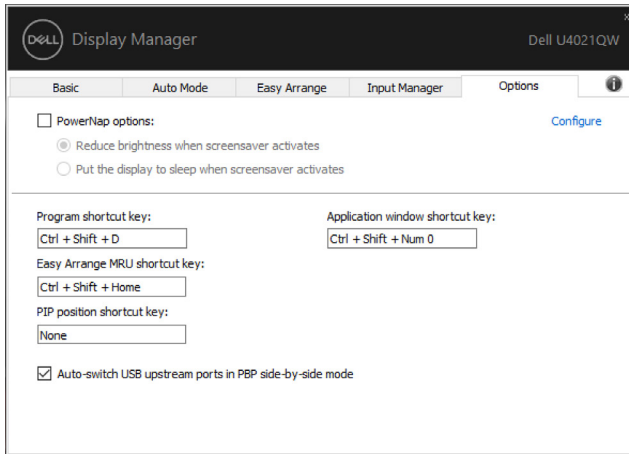 DELL Display Manager
Dell U4021QW
Basic Auto Mode Easy Arrange Input Manager Options
PowerNap options: Configure
Reduce brightness when screensaver activates
Put the display to sleep when screensaver activates
Program shortcut key: Application window shortcut key:
Ctrl + Shift + D Ctrl + Shift + Num 0
Easy Arrange MRU shortcut key:
Ctrl + Shift + Home
PIP position shortcut key:
None
Auto-switch USB upstream ports in PBP side-by-side mode